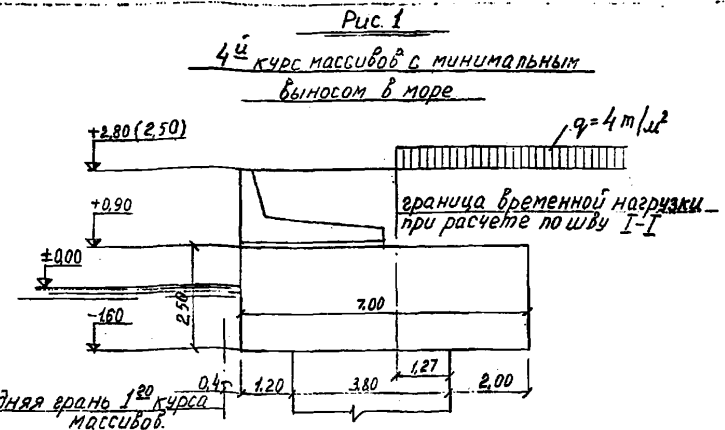 Рис. 1
4й курс массивов с минимальным
выносом в море
q=4 т/м²
+2,80 (2,50)
граница временной нагрузки
при расчете по шву I-I
+0,90
±0,00
7.00
2,50
-1.60
1,27
0,4
1.20
3.80
2,00
дняя грань 1го курса
массивов.